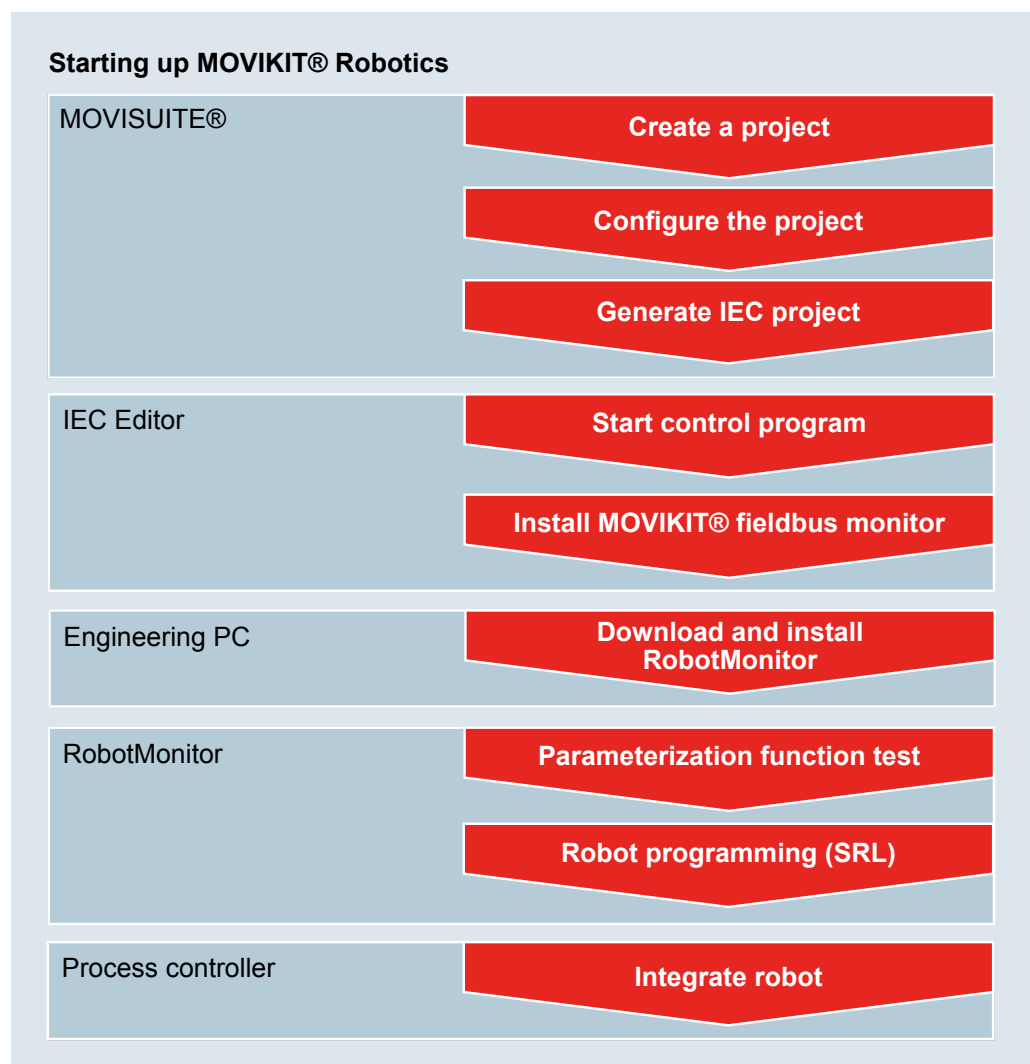 Starting up MOVIKIT® Robotics
MOVISUITE®
Create a project
Configure the project
Generate IEC project
IEC Editor
Start control program
Install MOVIKIT® fieldbus monitor
Engineering PC
Download and install
RobotMonitor
RobotMonitor
Parameterization function test
Robot programming (SRL)
Process controller
Integrate robot